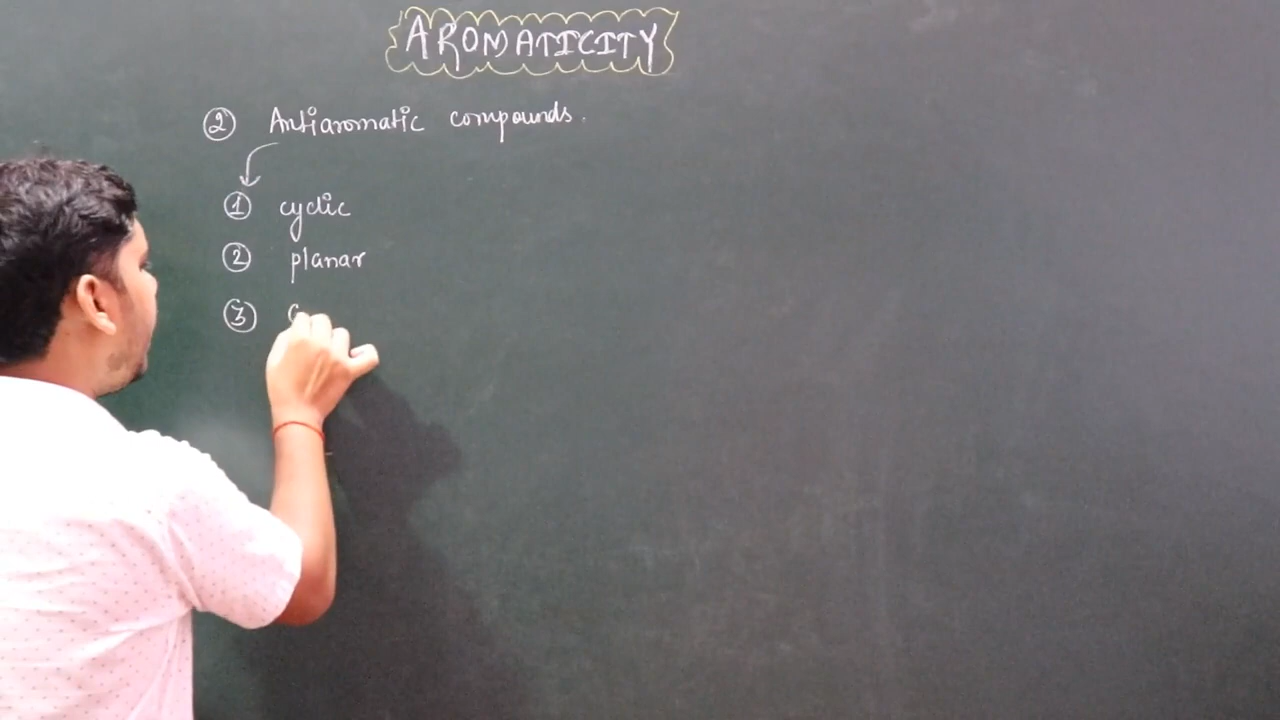 AROMATICITY
② Antiaromatic compounds.
① cyclic
② planar
③